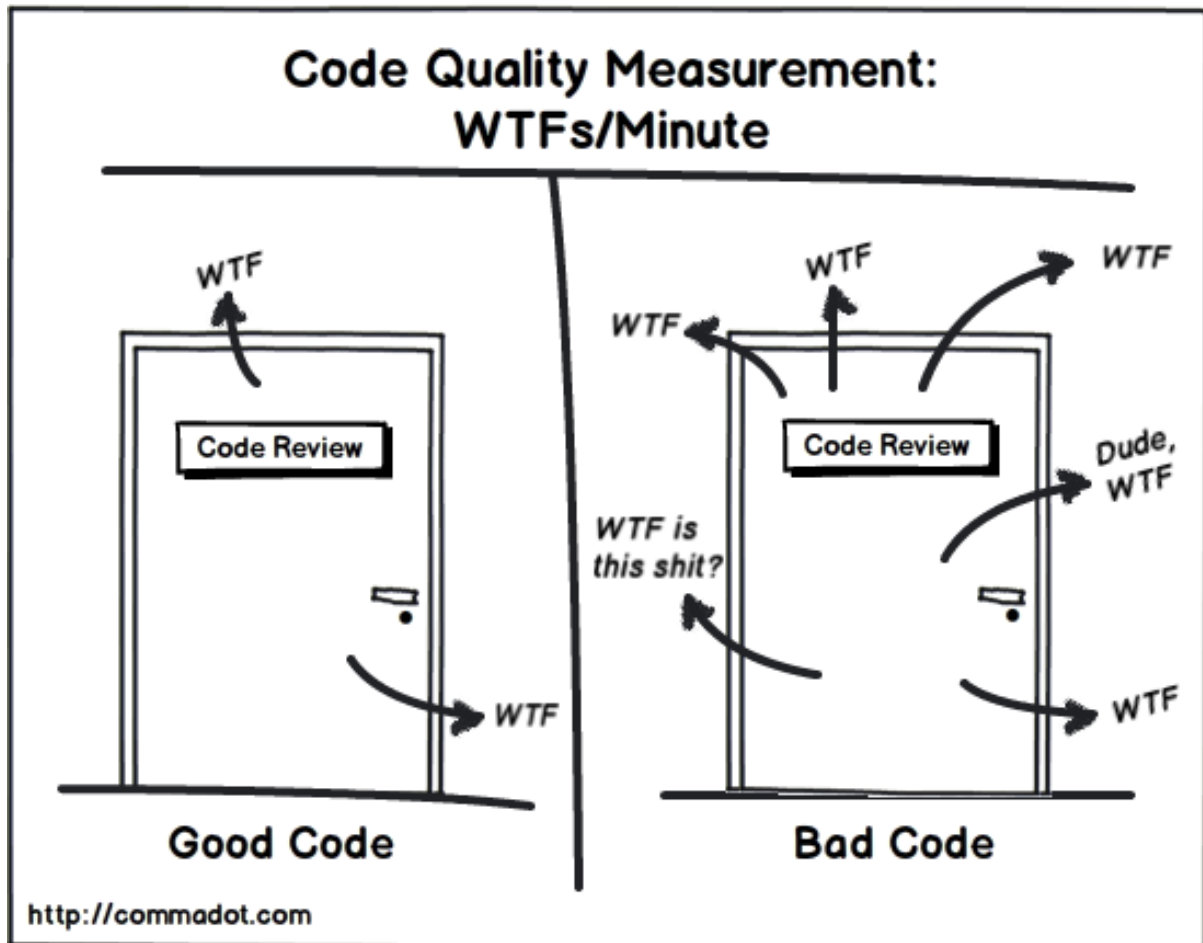 Code Quality Measurement:
WTFs/Minute
WTF
Code Review
WTF
Good Code
WTF
WTF
WTF
Code Review
Dude,
WTF
WTF is
this shit?
WTF
Bad Code
http://commadot.com